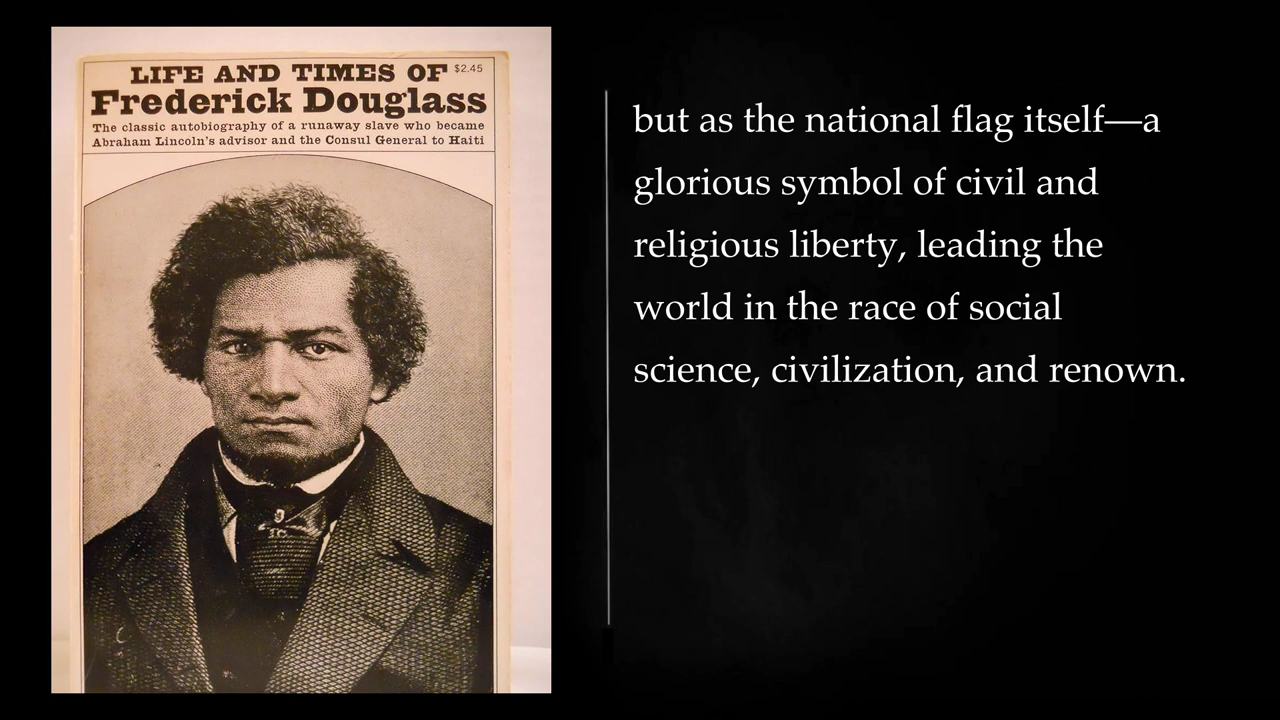 LIFE AND TIMES OF $2.45
Frederick Douglass
The classic autobiography of a runaway slave who became
Abraham Lincoln's advisor and the Consul General to Haiti
but as the national flag itself—a
glorious symbol of civil and
religious liberty, leading the
world in the race of social
science, civilization, and renown.